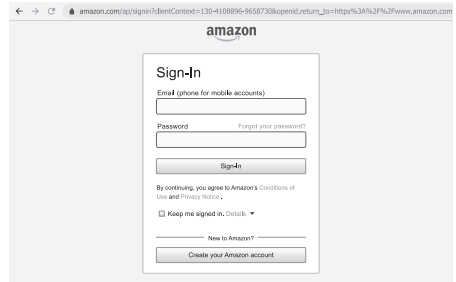 amazon.com/ap/signin?clientContext=130-4108896-9658730&openid.return_to=https%3A%2F%2Fwww.amazon.com
amazon
Sign-In
Email (phone for mobile accounts)
Password Forgot your password?
Sign-In
By continuing, you agree to Amazon's Conditions of
Use and Privacy Notice .
Keep me signed in. Details
New to Amazon?
Create your Amazon account